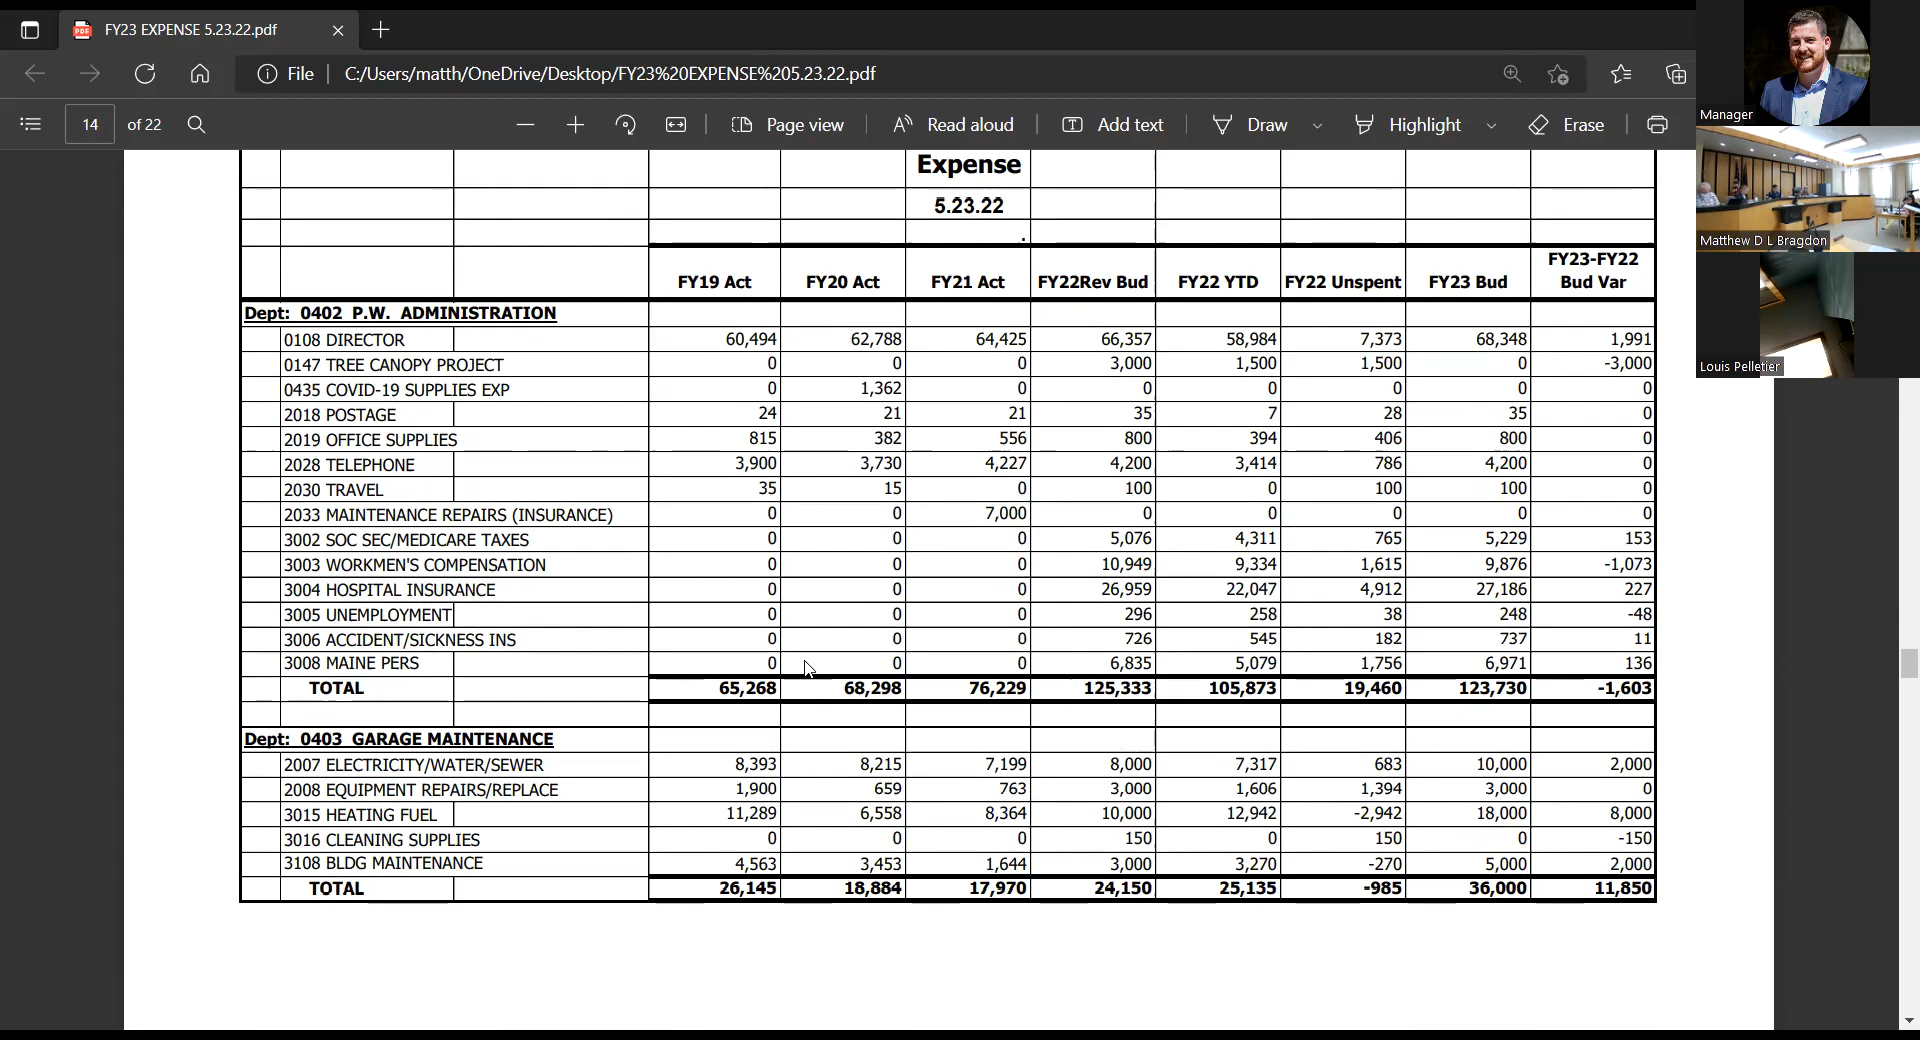 FY23 EXPENSE 5.23.22.pdf
File C:/Users/matth/OneDrive/Desktop/FY23%20EXPENSE%205.23.22.pdf
14 of 22 Page view Read aloud Add text Draw Highlight Erase
Manager
Matthew D L Bragdon
Louis Pelletier
Expense
5.23.22
.
FY19 Act FY20 Act FY21 Act FY22Rev Bud FY22 YTD FY22 Unspent FY23 Bud FY23-FY22 Bud Var
Dept: 0402 P.W. ADMINISTRATION
0108 DIRECTOR 60,494 62,788 64,425 66,357 58,984 7,373 68,348 1,991
0147 TREE CANOPY PROJECT 0 0 0 3,000 1,500 1,500 0 -3,000
0435 COVID-19 SUPPLIES EXP 0 1,362 0 0 0 0 0 0
2018 POSTAGE 24 21 21 35 7 28 35 0
2019 OFFICE SUPPLIES 815 382 556 800 394 406 800 0
2028 TELEPHONE 3,900 3,730 4,227 4,200 3,414 786 4,200 0
2030 TRAVEL 35 15 0 100 0 100 100 0
2033 MAINTENANCE REPAIRS (INSURANCE) 0 0 7,000 0 0 0 0 0
3002 SOC SEC/MEDICARE TAXES 0 0 0 5,076 4,311 765 5,229 153
3003 WORKMEN'S COMPENSATION 0 0 0 10,949 9,334 1,615 9,876 -1,073
3004 HOSPITAL INSURANCE 0 0 0 26,959 22,047 4,912 27,186 227
3005 UNEMPLOYMENT 0 0 0 296 258 38 248 -48
3006 ACCIDENT/SICKNESS INS 0 0 0 726 545 182 737 11
3008 MAINE PERS 0 0 0 6,835 5,079 1,756 6,971 136
TOTAL 65,268 68,298 76,229 125,333 105,873 19,460 123,730 -1,603
Dept: 0403 GARAGE MAINTENANCE
2007 ELECTRICITY/WATER/SEWER 8,393 8,215 7,199 8,000 7,317 683 10,000 2,000
2008 EQUIPMENT REPAIRS/REPLACE 1,900 659 763 3,000 1,606 1,394 3,000 0
3015 HEATING FUEL 11,289 6,558 8,364 10,000 12,942 -2,942 18,000 8,000
3016 CLEANING SUPPLIES 0 0 0 150 0 150 0 -150
3108 BLDG MAINTENANCE 4,563 3,453 1,644 3,000 3,270 -270 5,000 2,000
TOTAL 26,145 18,884 17,970 24,150 25,135 -985 36,000 11,850